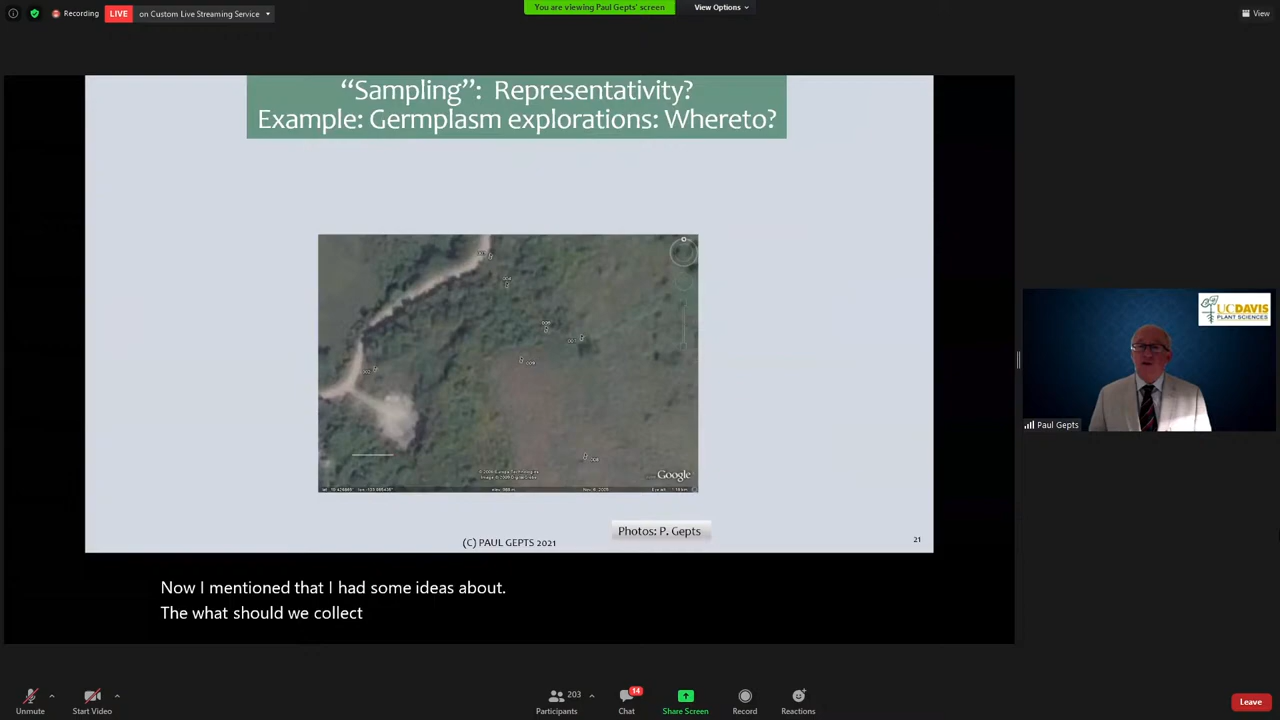 Recording
LIVE
on Custom Live Streaming Service
You are viewing Paul Gepts' screen
View Options
View
"Sampling": Representativity?
Example: Germplasm explorations: Whereto?
004
Google
Photos: P. Gepts
(C) PAUL GEPTS 2021
21
UCDAVIS
PLANT SCIENCES
Paul Gepts
Now I mentioned that I had some ideas about.
The what should we collect
Unmute
Start Video
203
Participants
14
Chat
Share Screen
Record
Reactions
Leave